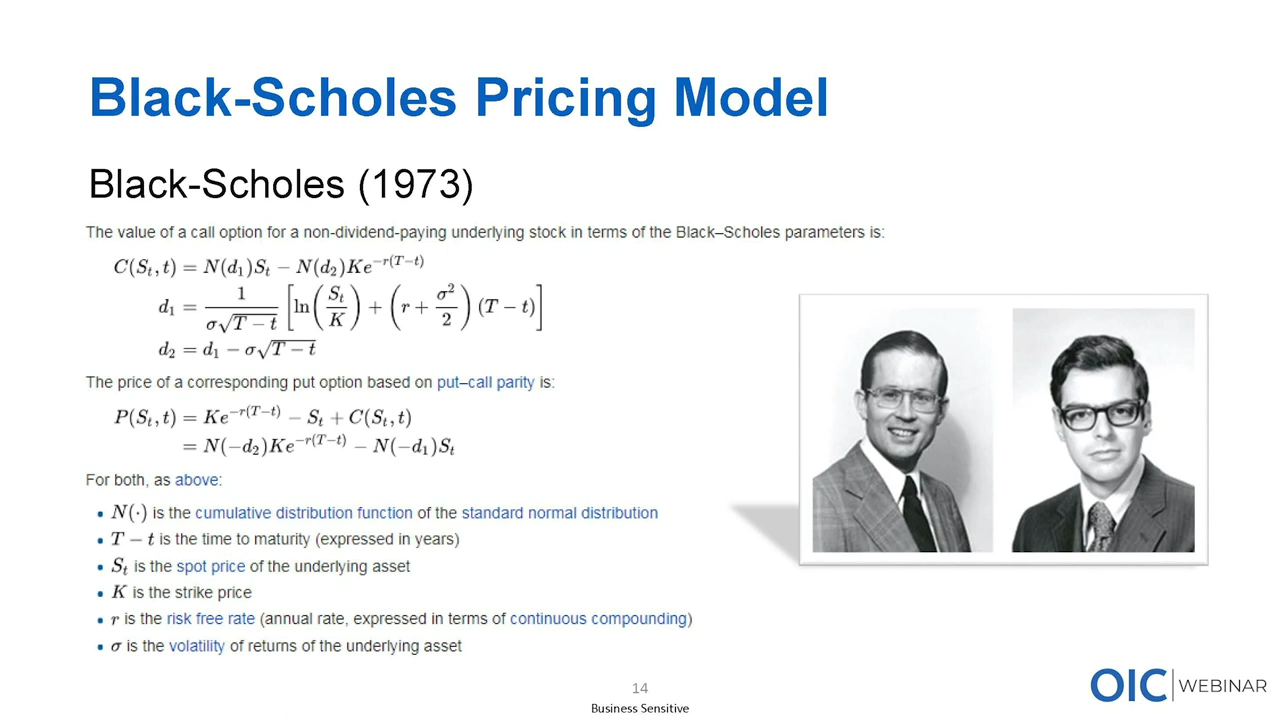 Black-Scholes Pricing Model
Black-Scholes (1973)
The value of a call option for a non-dividend-paying underlying stock in terms of the Black–Scholes parameters is:
C(S_t, t) = N(d_1)S_t − N(d_2)Ke^{−r(T−t)}
d_1 = \frac{1}{σ\sqrt{T − t}} [ln(\frac{S_t}{K}) + (r + \frac{σ^2}{2})(T − t)]
d_2 = d_1 − σ\sqrt{T − t}
The price of a corresponding put option based on put–call parity is:
P(S_t, t) = Ke^{−r(T−t)} − S_t + C(S_t, t)
= N(−d_2)Ke^{−r(T−t)} − N(−d_1)S_t
For both, as above:
• N(·) is the cumulative distribution function of the standard normal distribution
• T − t is the time to maturity (expressed in years)
• S_t is the spot price of the underlying asset
• K is the strike price
• r is the risk free rate (annual rate, expressed in terms of continuous compounding)
• σ is the volatility of returns of the underlying asset
14
Business Sensitive
OIC WEBINAR